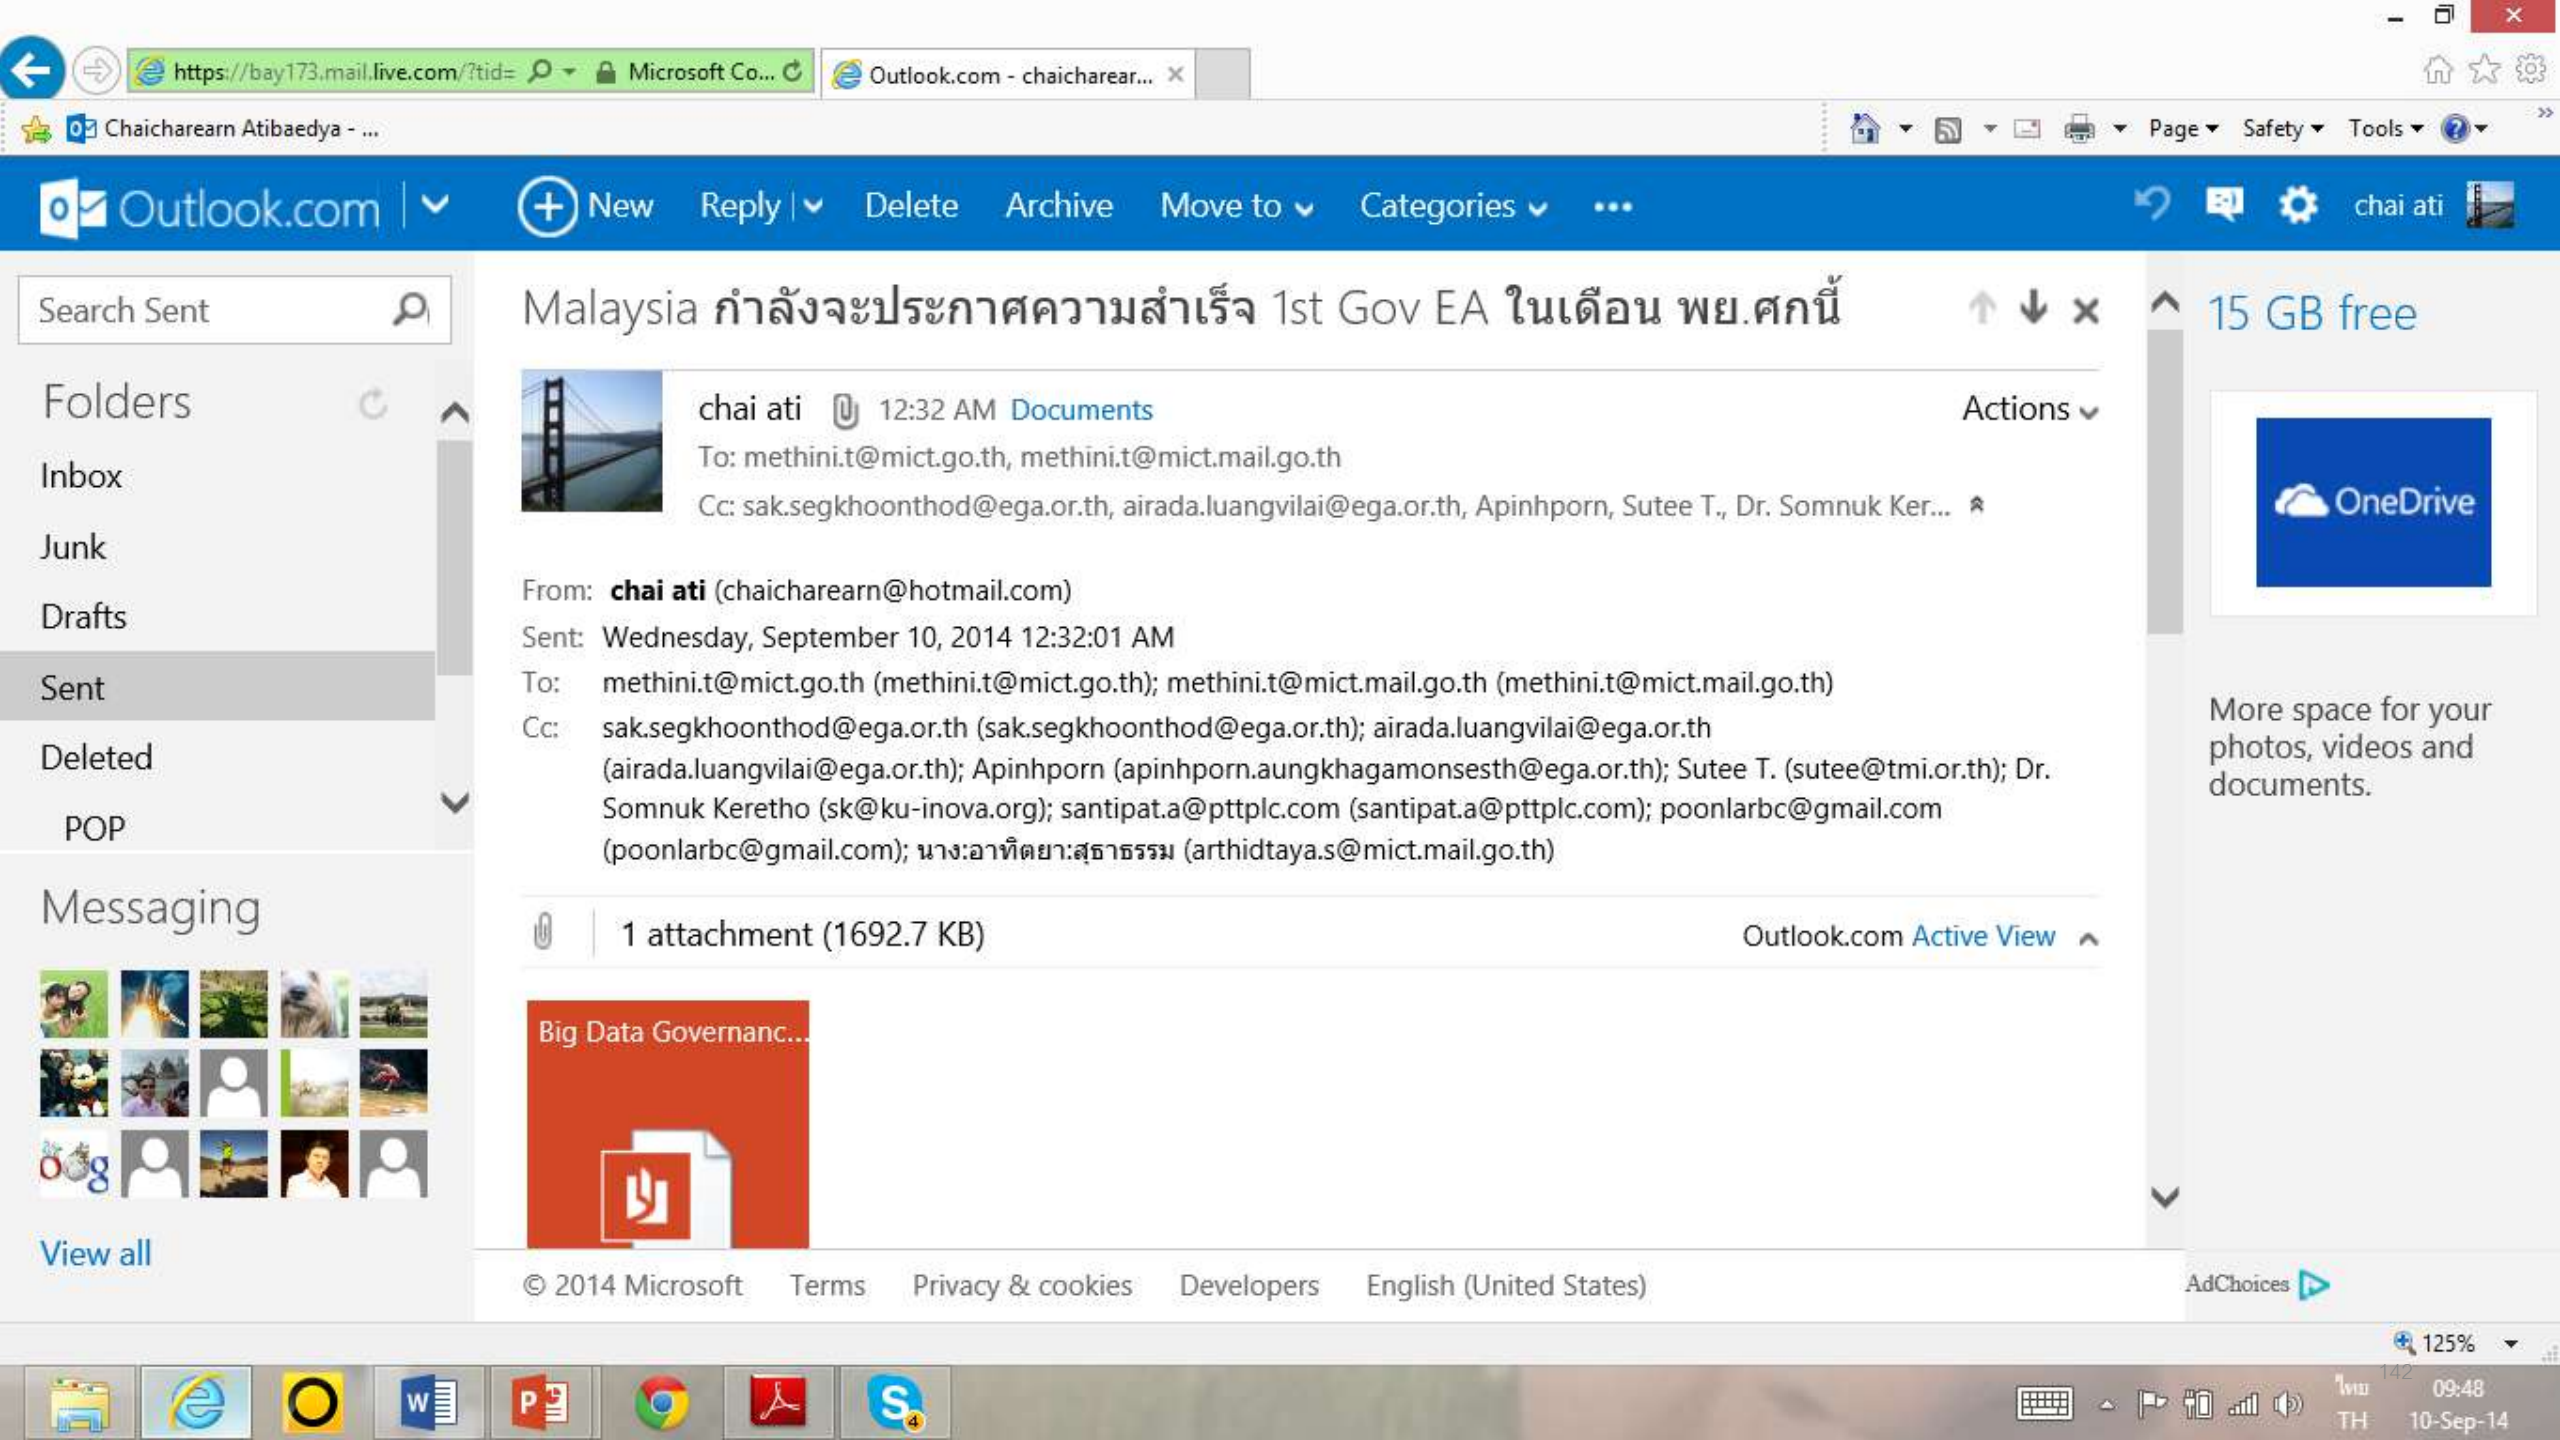 https://bay173.mail.live.com/?tid= Microsoft Co... Outlook.com - chaicharear...
Chaicharearn Atibaedya - ... Page Safety Tools
Outlook.com New Reply Delete Archive Move to Categories ... chai ati
Search Sent
Folders
Inbox
Junk
Drafts
Sent
Deleted
POP
Messaging
View all
Malaysia กำลังจะประกาศความสำเร็จ 1st Gov EA ในเดือน พย.ศกนี้
chai ati 12:32 AM Documents Actions
To: methini.t@mict.go.th, methini.t@mict.mail.go.th
Cc: sak.segkhoonthod@ega.or.th, airada.luangvilai@ega.or.th, Apinhporn, Sutee T., Dr. Somnuk Ker...
From: chai ati (chaicharearn@hotmail.com)
Sent: Wednesday, September 10, 2014 12:32:01 AM
To: methini.t@mict.go.th (methini.t@mict.go.th); methini.t@mict.mail.go.th (methini.t@mict.mail.go.th)
Cc: sak.segkhoonthod@ega.or.th (sak.segkhoonthod@ega.or.th); airada.luangvilai@ega.or.th
(airada.luangvilai@ega.or.th); Apinhporn (apinhporn.aungkhagamonsesth@ega.or.th); Sutee T. (sutee@tmi.or.th); Dr.
Somnuk Keretho (sk@ku-inova.org); santipat.a@pttplc.com (santipat.a@pttplc.com); poonlarbc@gmail.com
(poonlarbc@gmail.com); นาง:อาทิตยา:สุธาธรรม (arthidtaya.s@mict.mail.go.th)
1 attachment (1692.7 KB) Outlook.com Active View
Big Data Governanc...
© 2014 Microsoft Terms Privacy & cookies Developers English (United States)
15 GB free
OneDrive
More space for your
photos, videos and
documents.
AdChoices
125%
142
ไทย 09:48
TH 10-Sep-14